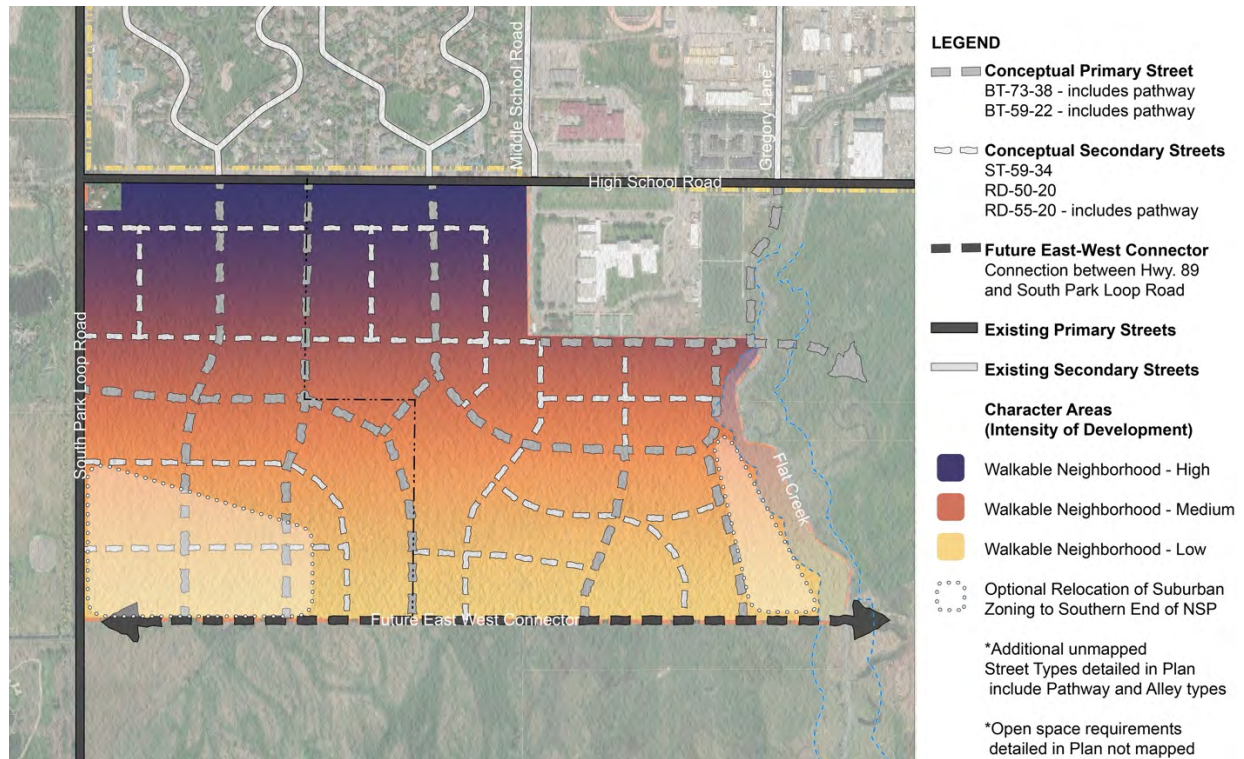 Middle School Road
Gregory Lane
High School Road
South Park Loop Road
Flat Creek
Future East West Connector
LEGEND
Conceptual Primary Street
BT-73-38 - includes pathway
BT-59-22 - includes pathway
Conceptual Secondary Streets
ST-59-34
RD-50-20
RD-55-20 - includes pathway
Future East-West Connector
Connection between Hwy. 89
and South Park Loop Road
Existing Primary Streets
Existing Secondary Streets
Character Areas
(Intensity of Development)
Walkable Neighborhood - High
Walkable Neighborhood - Medium
Walkable Neighborhood - Low
Optional Relocation of Suburban
Zoning to Southern End of NSP
*Additional unmapped
Street Types detailed in Plan
include Pathway and Alley types
*Open space requirements
detailed in Plan not mapped